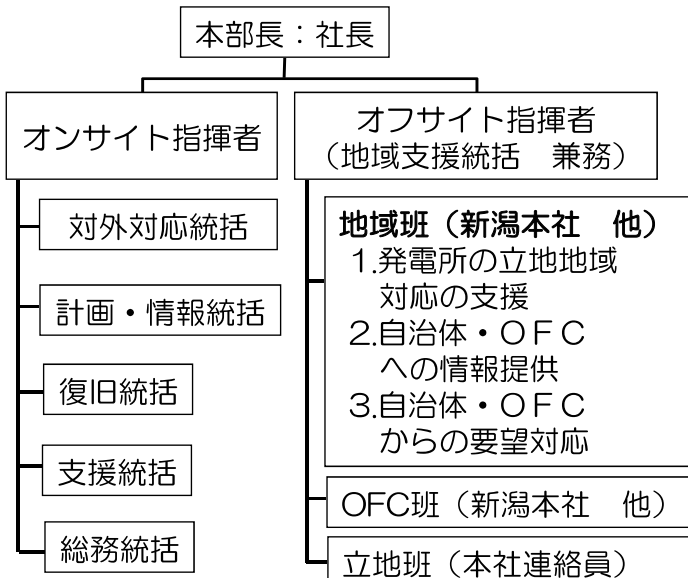 本部長：社長
オンサイト指揮者
対外対応統括
計画・情報統括
復旧統括
支援統括
総務統括
オフサイト指揮者
（地域支援統括　兼務）
地域班（新潟本社　他）
1.発電所の立地地域
対応の支援
2.自治体・ＯＦＣ
への情報提供
3.自治体・ＯＦＣ
からの要望対応
OFC班（新潟本社　他）
立地班（本社連絡員）